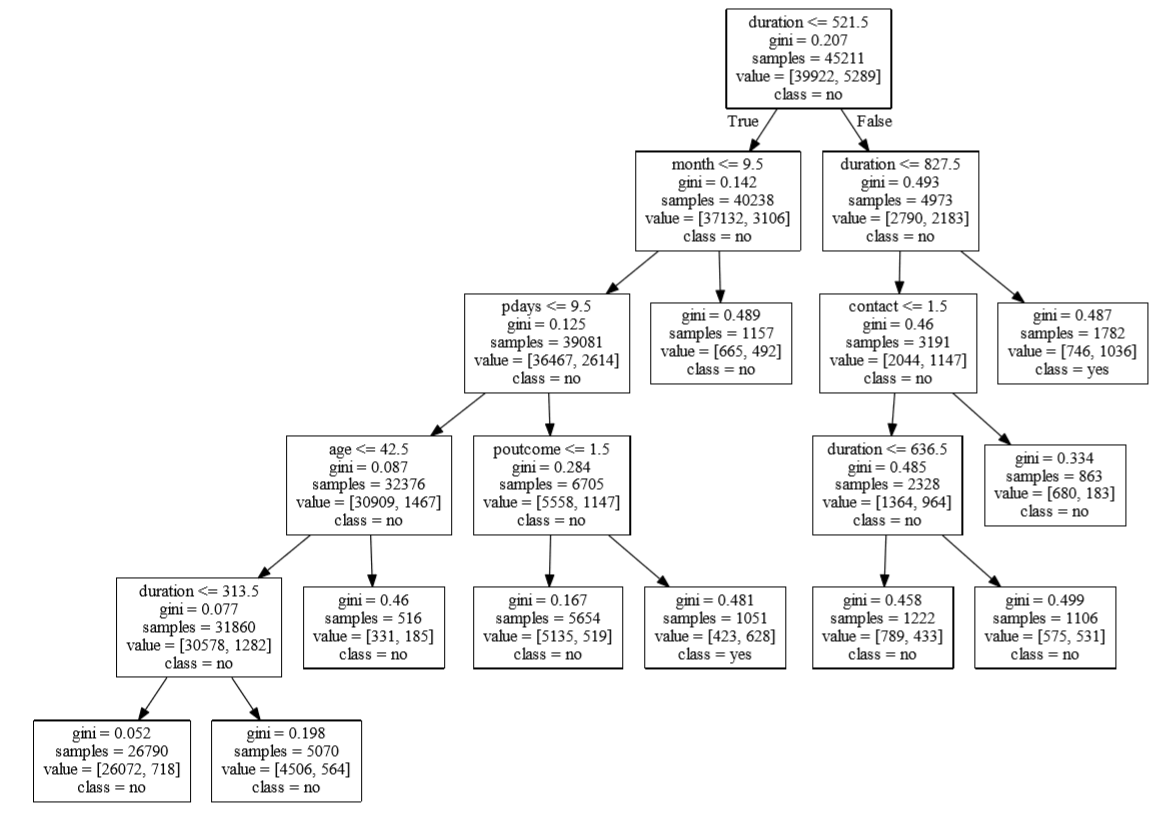 duration <= 521.5
gini = 0.207
samples = 45211
value = [39922, 5289]
class = no
True
False
month <= 9.5
gini = 0.142
samples = 40238
value = [37132, 3106]
class = no
duration <= 827.5
gini = 0.493
samples = 4973
value = [2790, 2183]
class = no
pdays <= 9.5
gini = 0.125
samples = 39081
value = [36467, 2614]
class = no
gini = 0.489
samples = 1157
value = [665, 492]
class = no
contact <= 1.5
gini = 0.46
samples = 3191
value = [2044, 1147]
class = no
gini = 0.487
samples = 1782
value = [746, 1036]
class = yes
age <= 42.5
gini = 0.087
samples = 32376
value = [30909, 1467]
class = no
poutcome <= 1.5
gini = 0.284
samples = 6705
value = [5558, 1147]
class = no
duration <= 636.5
gini = 0.485
samples = 2328
value = [1364, 964]
class = no
gini = 0.334
samples = 863
value = [680, 183]
class = no
duration <= 313.5
gini = 0.077
samples = 31860
value = [30578, 1282]
class = no
gini = 0.46
samples = 516
value = [331, 185]
class = no
gini = 0.167
samples = 5654
value = [5135, 519]
class = no
gini = 0.481
samples = 1051
value = [423, 628]
class = yes
gini = 0.458
samples = 1222
value = [789, 433]
class = no
gini = 0.499
samples = 1106
value = [575, 531]
class = no
gini = 0.052
samples = 26790
value = [26072, 718]
class = no
gini = 0.198
samples = 5070
value = [4506, 564]
class = no